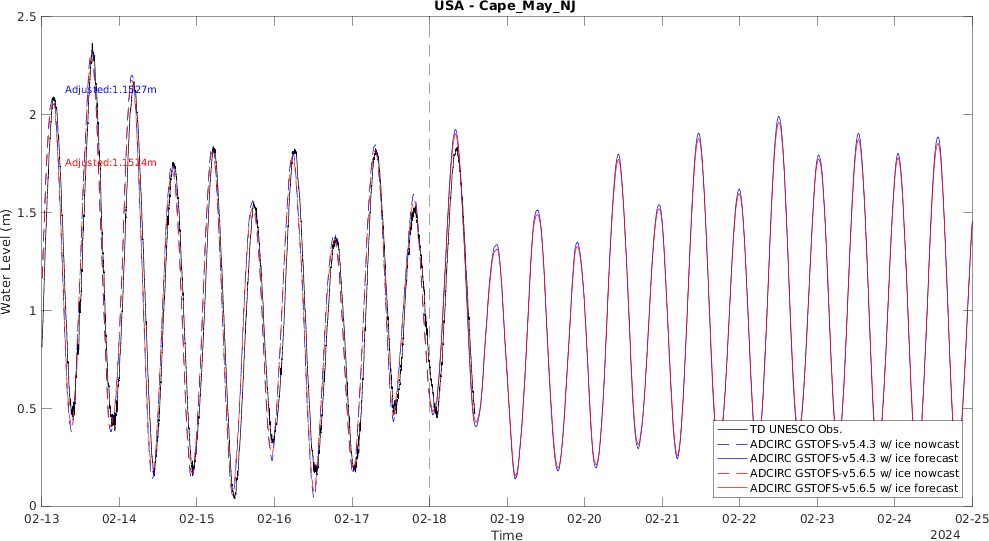 USA - Cape_May_NJ
2.5
2
1.5
1
0.5
0
Water Level (m)
Adjusted:1.1527m
Adjusted:1.1524m
TD UNESCO Obs.
ADCIRC GSTOFS-v5.4.3 w/ ice nowcast
ADCIRC GSTOFS-v5.4.3 w/ ice forecast
ADCIRC GSTOFS-v5.6.5 w/ ice nowcast
ADCIRC GSTOFS-v5.6.5 w/ ice forecast
02-13 02-14 02-15 02-16 02-17 02-18 02-19 02-20 02-21 02-22 02-23 02-24 02-25
Time
2024